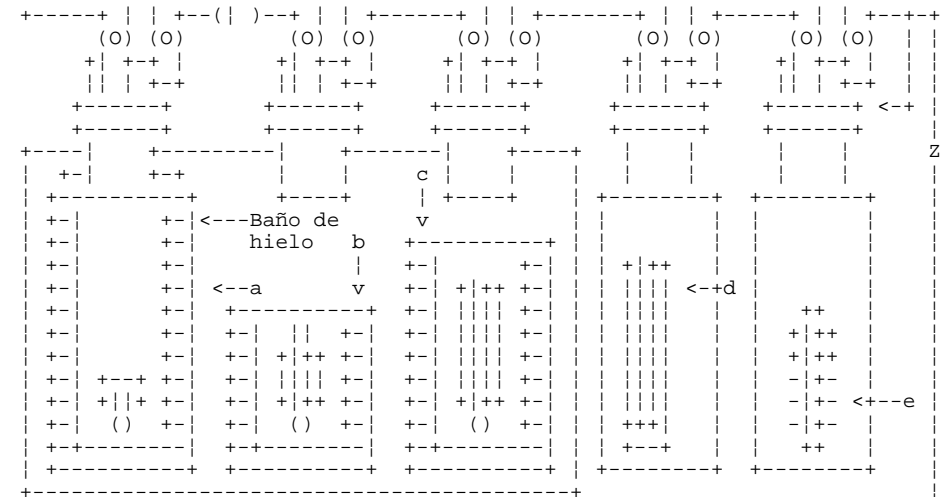 (O) (O) (O) (O) (O) (O) (O) (O) (O) (O)
Z
c
<---Baño de v
hielo b
<--a v <-+d
<+--e
() () ()